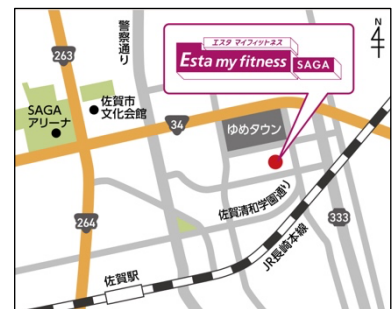 警察通り
エスタ マイフィットネス
Esta my fitness SAGA
N
4
263
SAGA
アリーナ
佐賀市
文化会館
34
ゆめタウン
佐賀清和学園通り
264
333
JR長崎本線
佐賀駅